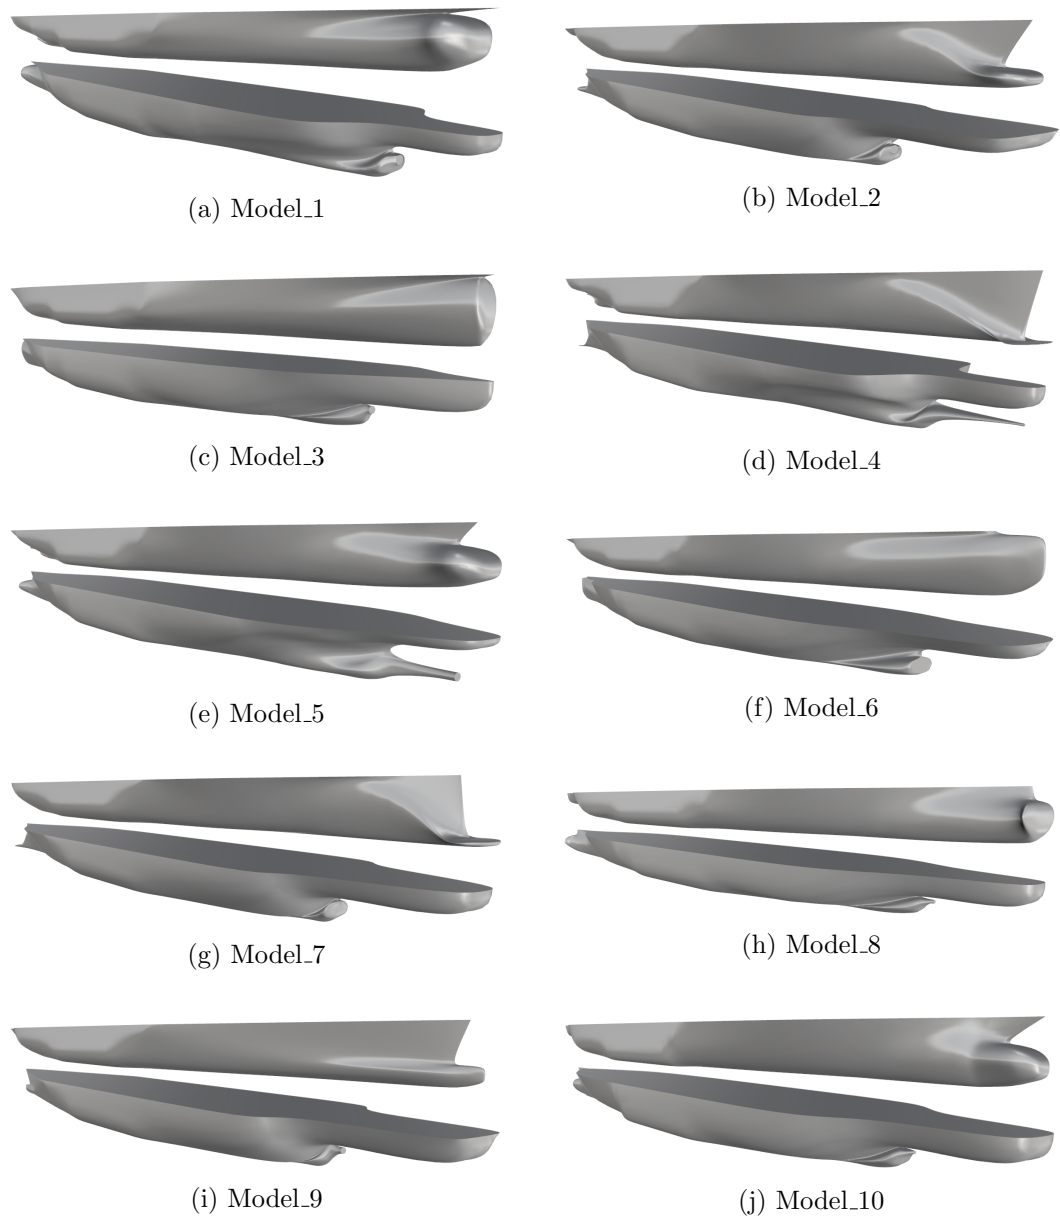 (a) Model_1
(b) Model_2
(c) Model_3
(d) Model_4
(e) Model_5
(f) Model_6
(g) Model_7
(h) Model_8
(i) Model_9
(j) Model_10